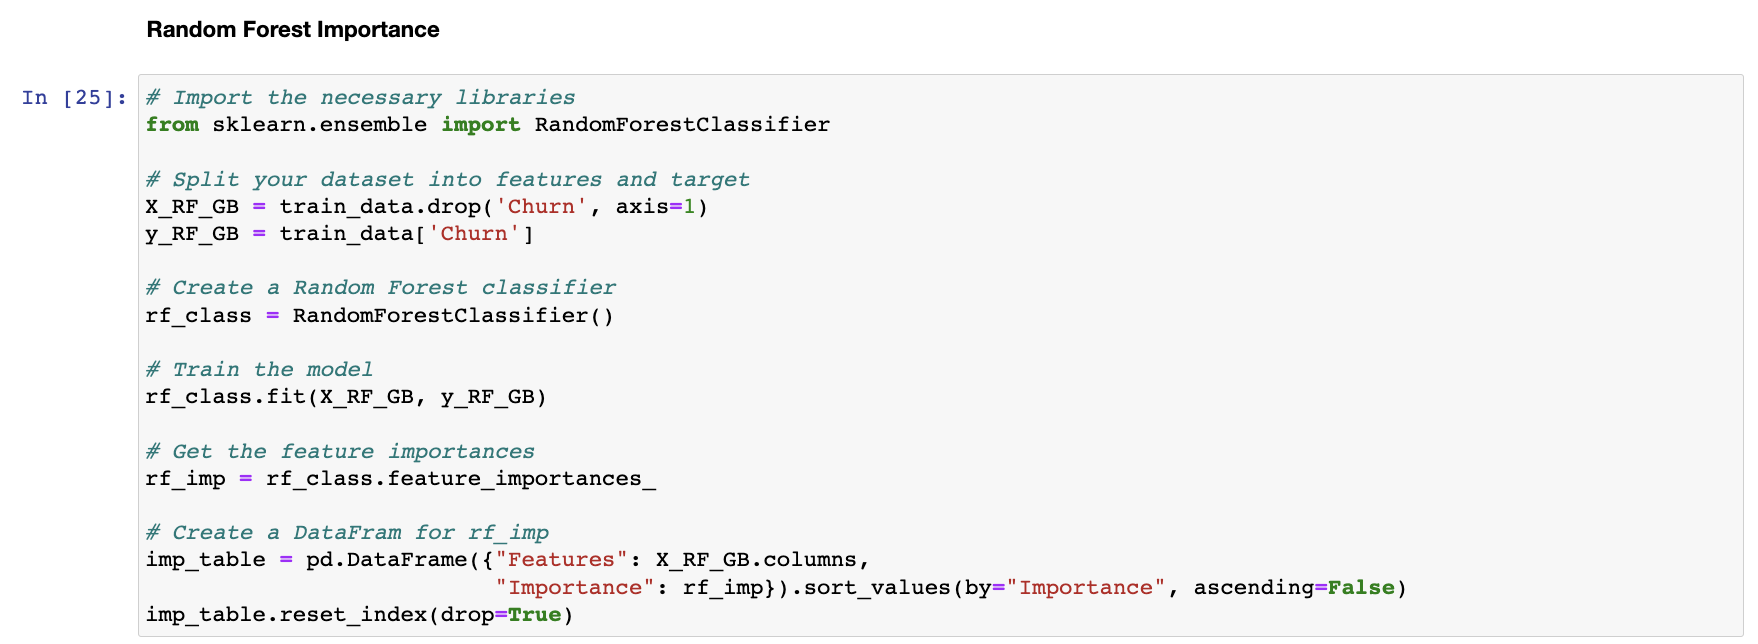 Random Forest Importance
In [25]:
# Import the necessary libraries
from sklearn.ensemble import RandomForestClassifier
# Split your dataset into features and target
X_RF_GB = train_data.drop('Churn', axis=1)
y_RF_GB = train_data['Churn']
# Create a Random Forest classifier
rf_class = RandomForestClassifier()
# Train the model
rf_class.fit(X_RF_GB, y_RF_GB)
# Get the feature importances
rf_imp = rf_class.feature_importances_
# Create a DataFram for rf_imp
imp_table = pd.DataFrame({"Features": X_RF_GB.columns,
"Importance": rf_imp}).sort_values(by="Importance", ascending=False)
imp_table.reset_index(drop=True)